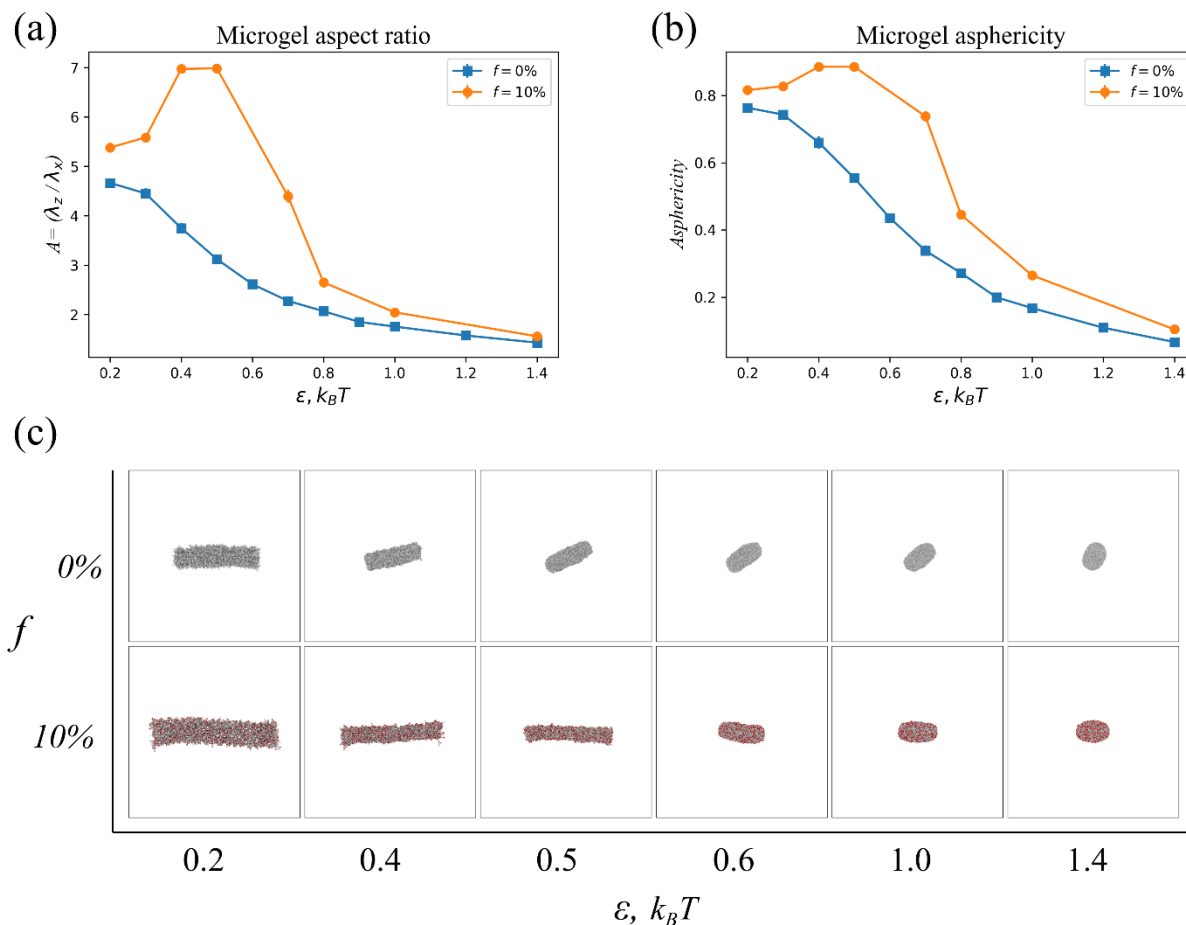 (a)
Microgel aspect ratio
7
6
5
4
3
2
A = (λz / λx)
f = 0%
f = 10%
0.2 0.4 0.6 0.8 1.0 1.2 1.4
ε, kBT
(b)
Microgel asphericity
0.8
0.6
0.4
0.2
Asphericity
f = 0%
f = 10%
0.2 0.4 0.6 0.8 1.0 1.2 1.4
ε, kBT
(c)
0%
f
10%
0.2 0.4 0.5 0.6 1.0 1.4
ε, kBT